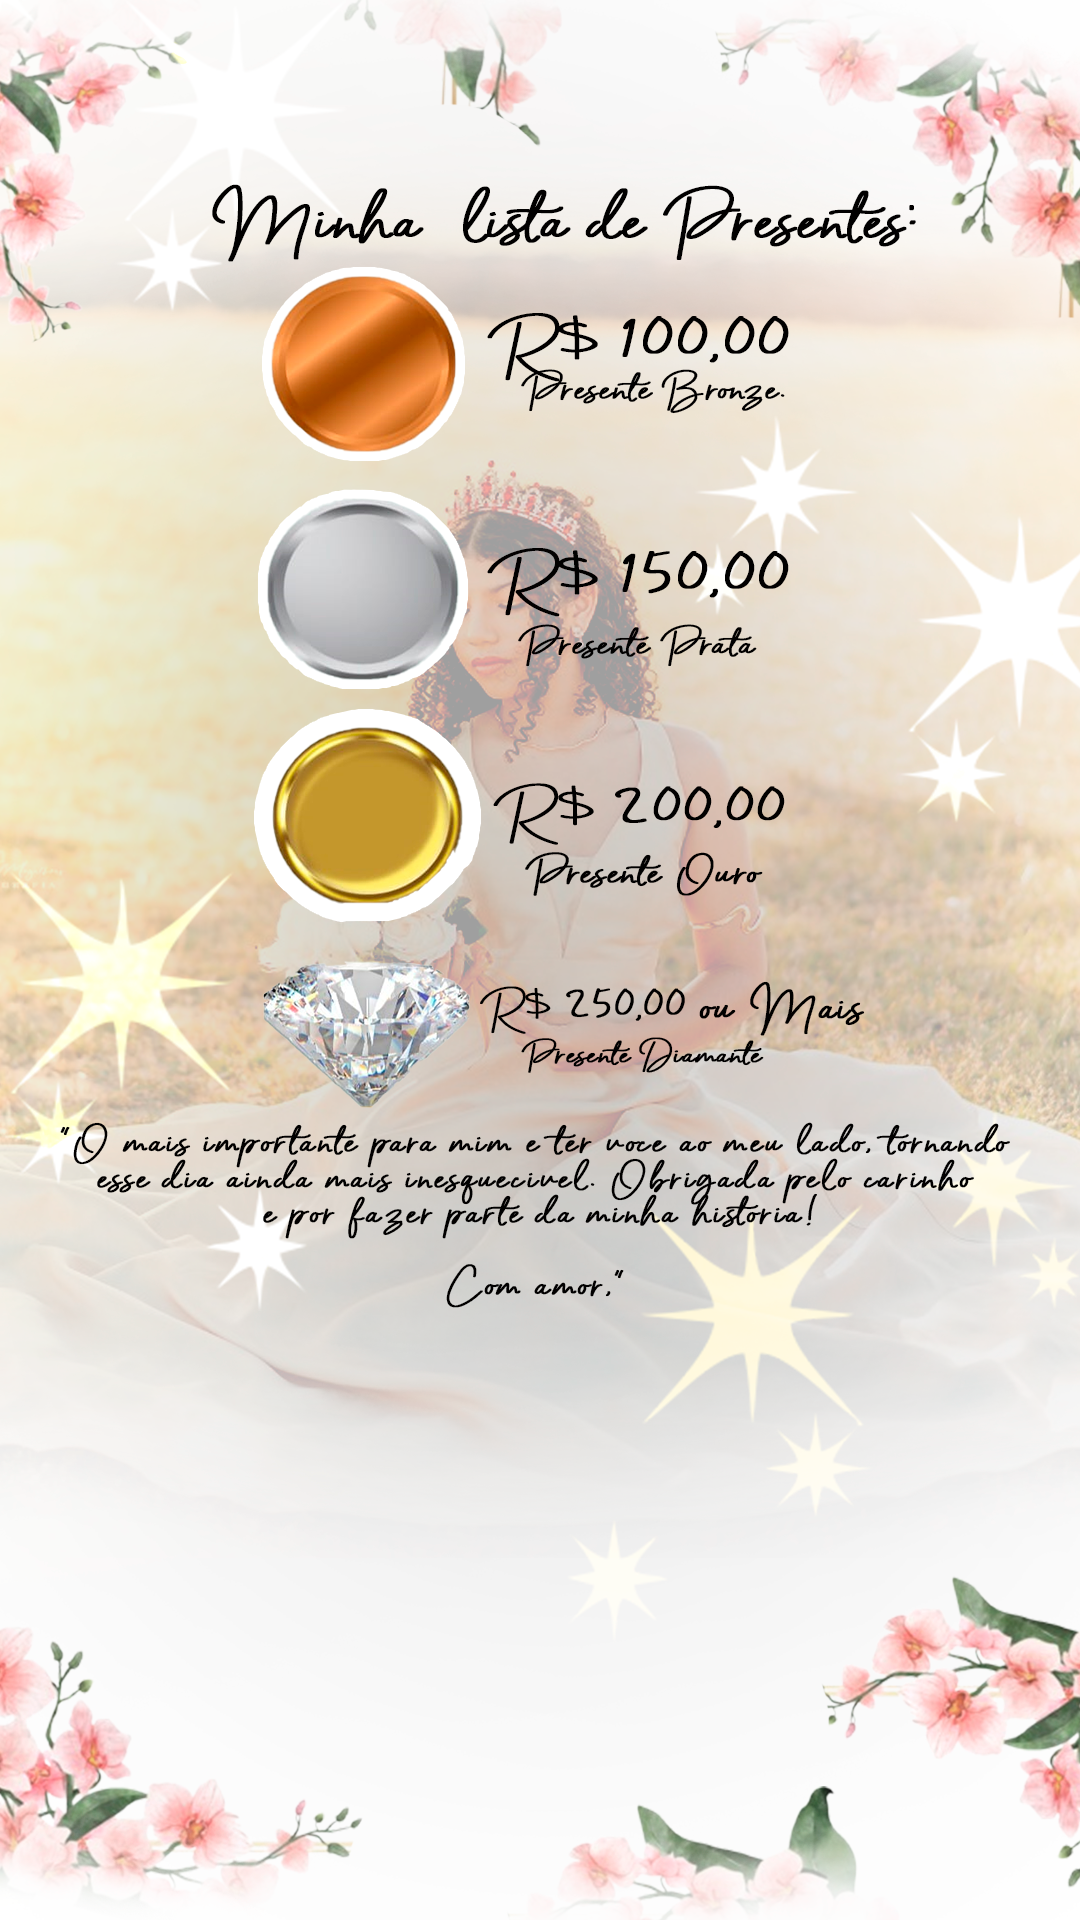 Minha lista de Presentes:
R$ 100,00
Presente Bronze.
R$ 150,00
Presente Prata
R$ 200,00
Presente Ouro
R$ 250,00 ou Mais
Presente Diamante
"O mais importante para mim e ter voce ao meu lado, tornando
esse dia ainda mais inesquecivel. Obrigada pelo carinho
e por fazer parte da minha historia!
Com amor,"